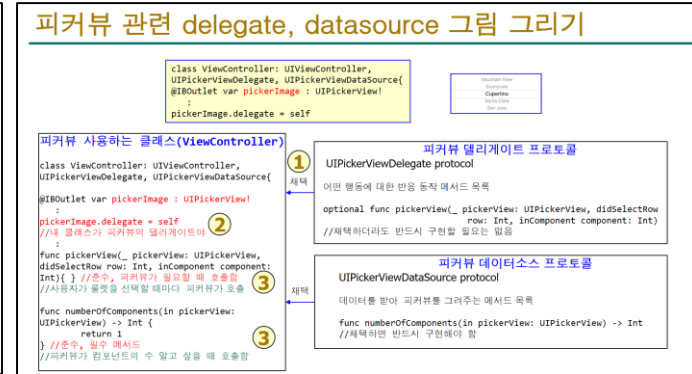 피커뷰 관련 delegate, datasource 그림 그리기
class ViewController: UIViewController,
UIPickerViewDelegate, UIPickerViewDataSource{
@IBOutlet var pickerImage : UIPickerView!
:
pickerImage.delegate = self
Mountain View
Sunnyvale
Cupertino
Santa Clara
San Jose
피커뷰 사용하는 클래스(ViewController)
class ViewController: UIViewController,
UIPickerViewDelegate, UIPickerViewDataSource{
@IBOutlet var pickerImage : UIPickerView!
:
pickerImage.delegate = self
//내 클래스가 피커뷰의 델리게이트야
:
func pickerView(_ pickerView: UIPickerView,
didSelectRow row: Int, inComponent component:
Int){ } //준수, 피커뷰가 필요할 때 호출함
//사용자가 룰렛을 선택할 때마다 피커뷰가 호출
func numberOfComponents(in pickerView:
UIPickerView) -> Int {
return 1
} //준수, 필수 메서드
//피커뷰가 컴포넌트의 수 알고 싶을 때 호출함
②
③
③
①
채택
채택
피커뷰 델리게이트 프로토콜
UIPickerViewDelegate protocol
어떤 행동에 대한 반응 동작 메서드 목록
optional func pickerView(_ pickerView: UIPickerView, didSelectRow
row: Int, inComponent component: Int)
//채택하더라도 반드시 구현할 필요는 없음
피커뷰 데이터소스 프로토콜
UIPickerViewDataSource protocol
데이터를 받아 피커뷰를 그려주는 메서드 목록
func numberOfComponents(in pickerView: UIPickerView) -> Int
//채택하면 반드시 구현해야 함